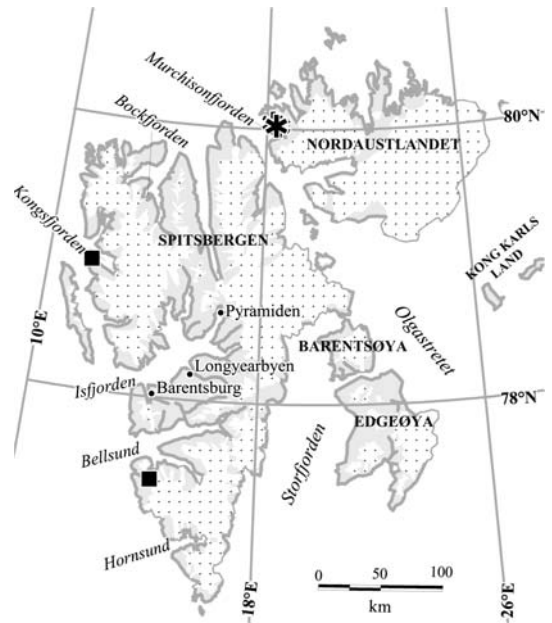 Murchisonfjorden
Bockfjorden
80°N
NORDAUSTLANDET
Kongsfjorden
SPITSBERGEN
KONG KARLS
LAND
10°E
Pyramiden
Olgastretet
BARENTSØYA
Longyearbyen
Isfjorden
Barentsburg
78°N
EDGEØYA
Bellsund
Storfjorden
Hornsund
0 50 100
km
18°E
26°E